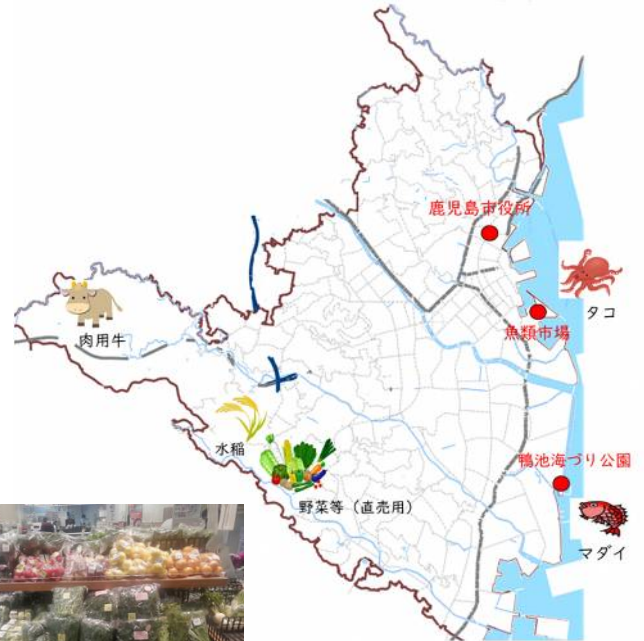 鹿児島市役所
タコ
魚類市場
肉用牛
水稲
鴨池海づり公園
野菜等（直売用）
マダイ